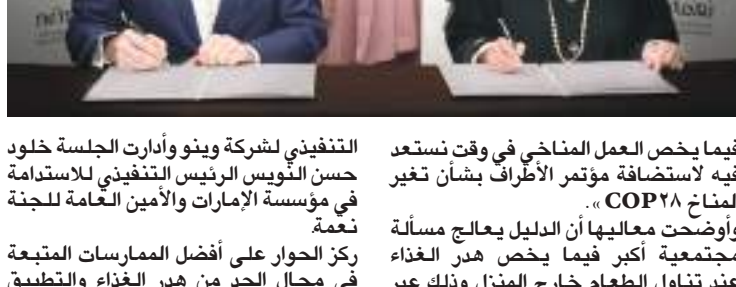 فيما يخص العمل المناخي في وقت نستعد
فيه لاستضافة مؤتمر الأطراف بشأن تغير
المناخ COP٢٨ ».
وأوضحت معاليها أن الدليل يعالج مسألة
مجتمعية أكبر فيما يخص هدر الغذاء
عند تناول الطعام خارج المنزل وذلك عبر
التنفيذي لشركة وينو وأدارت الجلسة خلود
حسن النويس الرئيس التنفيذي للاستدامة
في مؤسسة الإمارات والأمين العامة للجنة
نعمة.
ركز الحوار على أفضل الممارسات المتبعة
في مجال الحد من هدر الغذاء والتطبيق